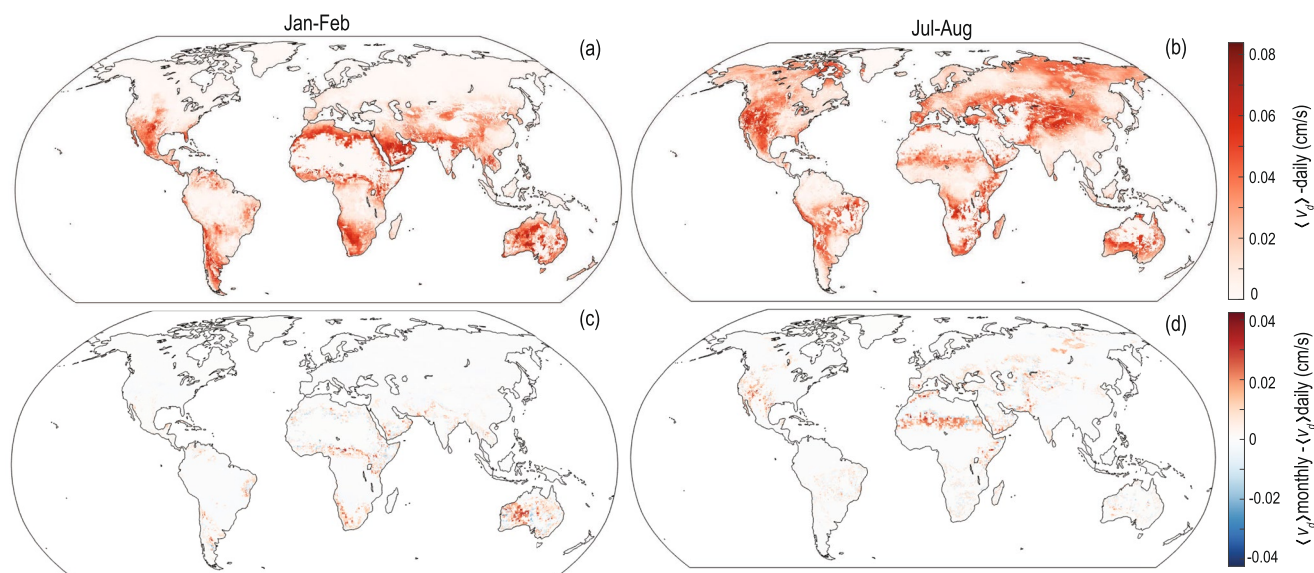 Jan-Feb
Jul-Aug
(a)
(b)
0.08
0.06
0.04
0.02
0
⟨v_d⟩ -daily (cm/s)
(c)
(d)
0.04
0.02
0
-0.02
-0.04
⟨v_d⟩monthly -⟨v_d⟩daily (cm/s)